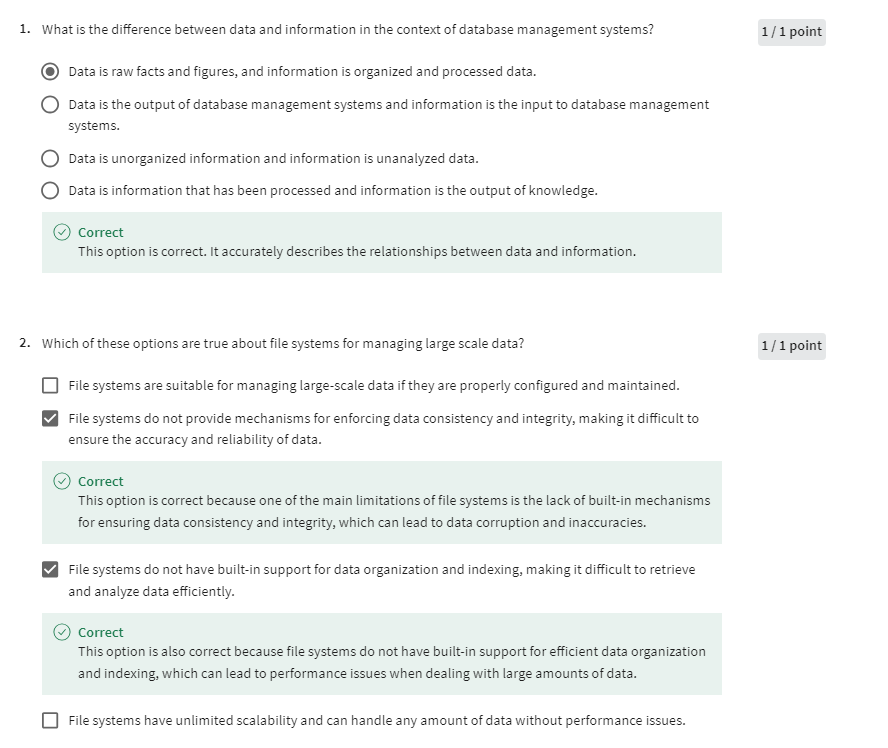 1. What is the difference between data and information in the context of database management systems?
1 / 1 point
Data is raw facts and figures, and information is organized and processed data.
Data is the output of database management systems and information is the input to database management
systems.
Data is unorganized information and information is unanalyzed data.
Data is information that has been processed and information is the output of knowledge.
Correct
This option is correct. It accurately describes the relationships between data and information.
2. Which of these options are true about file systems for managing large scale data?
1 / 1 point
File systems are suitable for managing large-scale data if they are properly configured and maintained.
File systems do not provide mechanisms for enforcing data consistency and integrity, making it difficult to
ensure the accuracy and reliability of data.
Correct
This option is correct because one of the main limitations of file systems is the lack of built-in mechanisms
for ensuring data consistency and integrity, which can lead to data corruption and inaccuracies.
File systems do not have built-in support for data organization and indexing, making it difficult to retrieve
and analyze data efficiently.
Correct
This option is also correct because file systems do not have built-in support for efficient data organization
and indexing, which can lead to performance issues when dealing with large amounts of data.
File systems have unlimited scalability and can handle any amount of data without performance issues.